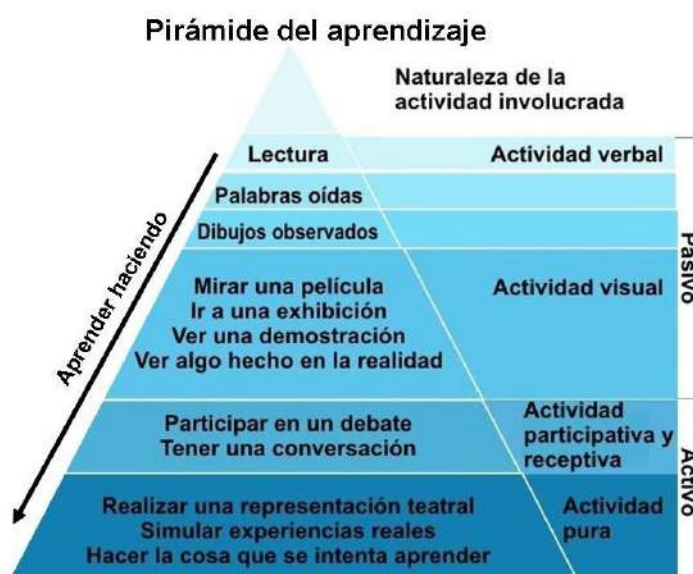 Pirámide del aprendizaje
Naturaleza de la
actividad involucrada
Aprender haciendo
Lectura
Actividad verbal
Palabras oídas
Dibujos observados
Mirar una película
Ir a una exhibición
Ver una demostración
Ver algo hecho en la realidad
Actividad visual
Pasivo
Participar en un debate
Tener una conversación
Actividad
participativa y
receptiva
Realizar una representación teatral
Simular experiencias reales
Hacer la cosa que se intenta aprender
Actividad
pura
Activo